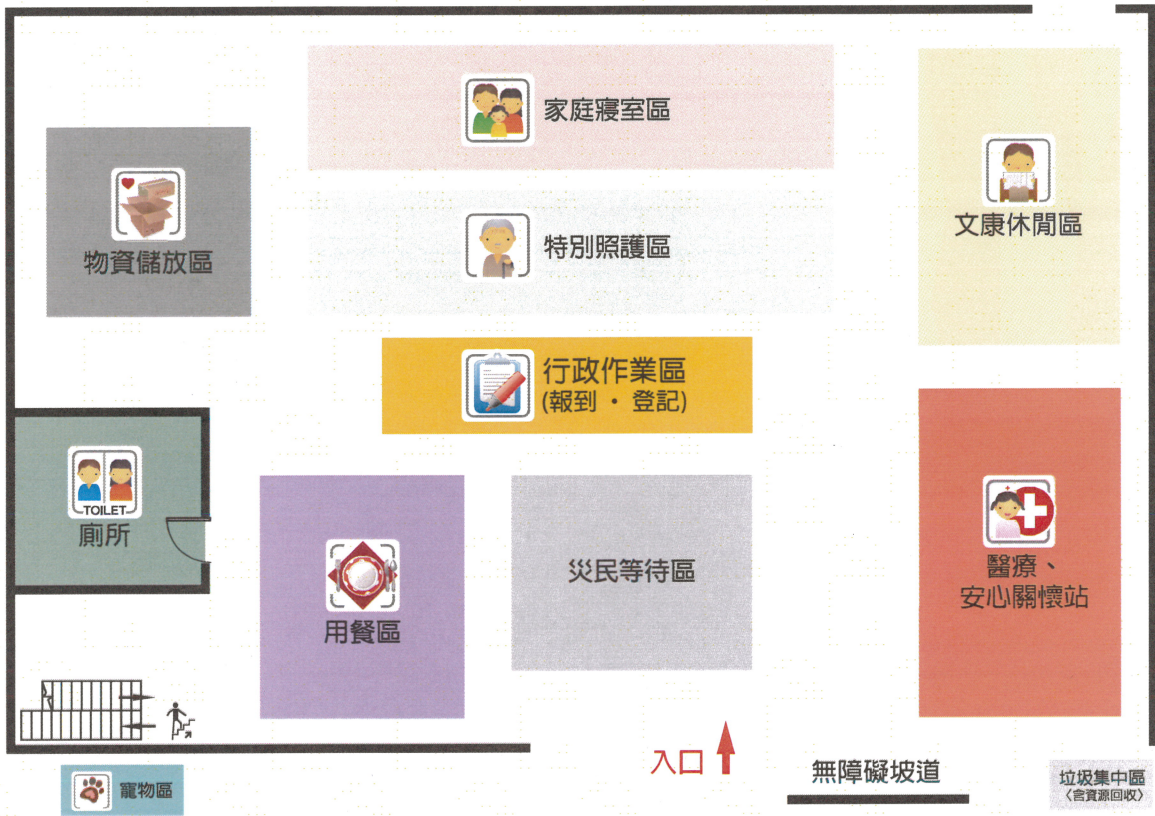 家庭寢室區
文康休閒區
物資儲放區
特別照護區
行政作業區
(報到 ‧ 登記)
TOILET
廁所
用餐區
災民等待區
醫療、
安心關懷站
入口
無障礙坡道
寵物區
垃圾集中區
〈含資源回收〉